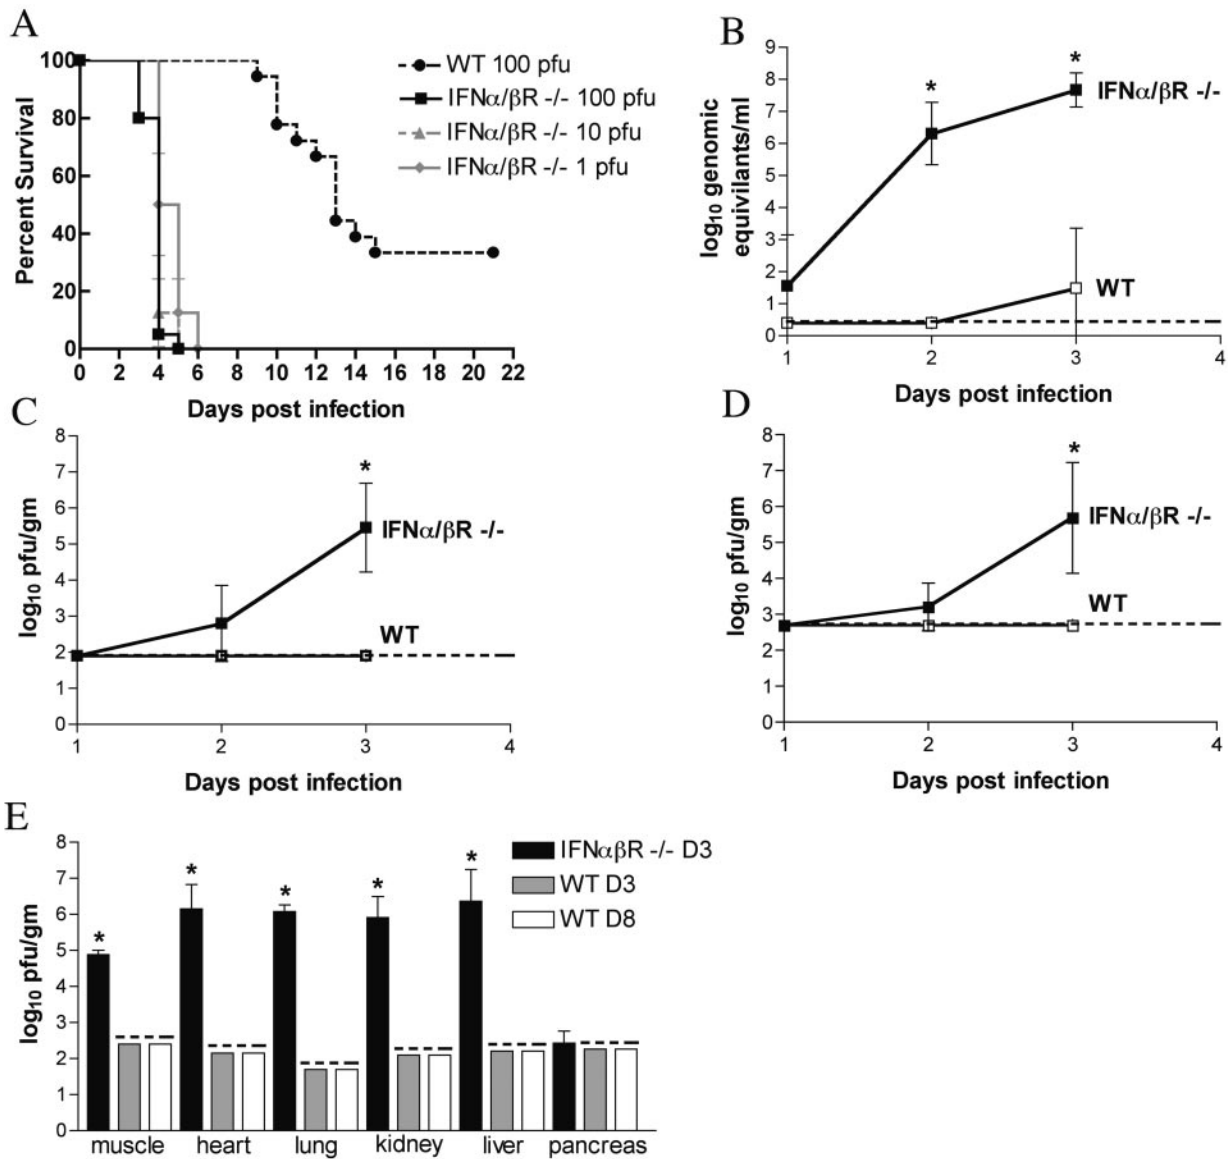 A
100
80
60
40
20
0
Percent Survival
0 2 4 6 8 10 12 14 16 18 20 22
Days post infection
WT 100 pfu
IFNα/βR -/- 100 pfu
IFNα/βR -/- 10 pfu
IFNα/βR -/- 1 pfu
B
9
8
7
6
5
4
3
2
1
0
log10 genomic
equivilants/ml
*
*
IFNα/βR -/-
WT
1 2 3 4
Days post infection
C
8
7
6
5
4
3
2
1
0
log10 pfu/gm
*
IFNα/βR -/-
WT
1 2 3 4
Days post infection
D
8
7
6
5
4
3
2
1
0
log10 pfu/gm
*
IFNα/βR -/-
WT
1 2 3 4
Days post infection
E
8
7
6
5
4
3
2
1
0
log10 pfu/gm
* * * * *
IFNαβR -/- D3
WT D3
WT D8
muscle heart lung kidney liver pancreas